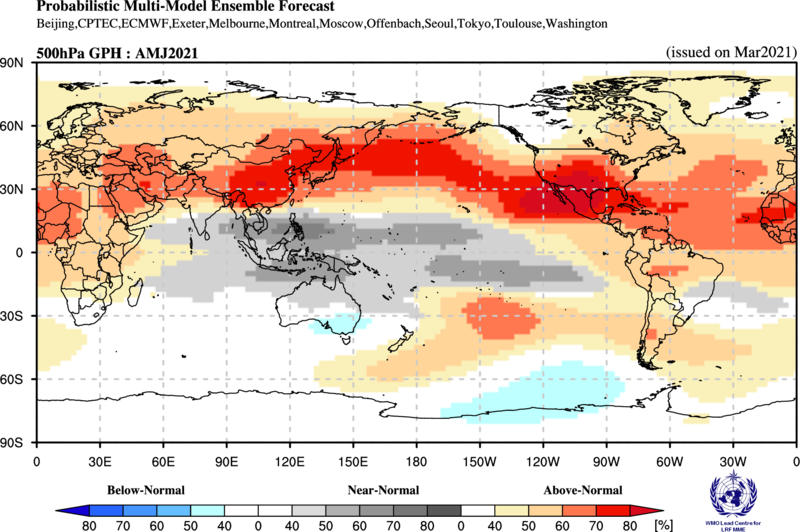 Probabilistic Multi-Model Ensemble Forecast
Beijing,CPTEC,ECMWF,Exeter,Melbourne,Montreal,Moscow,Offenbach,Seoul,Tokyo,Toulouse,Washington
500hPa GPH : AMJ2021 (issued on Mar2021)
90N
60N
30N
0
30S
60S
90S
0 30E 60E 90E 120E 150E 180 150W 120W 90W 60W 30W 0
Below-Normal Near-Normal Above-Normal
80 70 60 50 40 0 40 50 60 70 80 0 40 50 60 70 80 [%]
WMO Lead Centre for
LRF MME